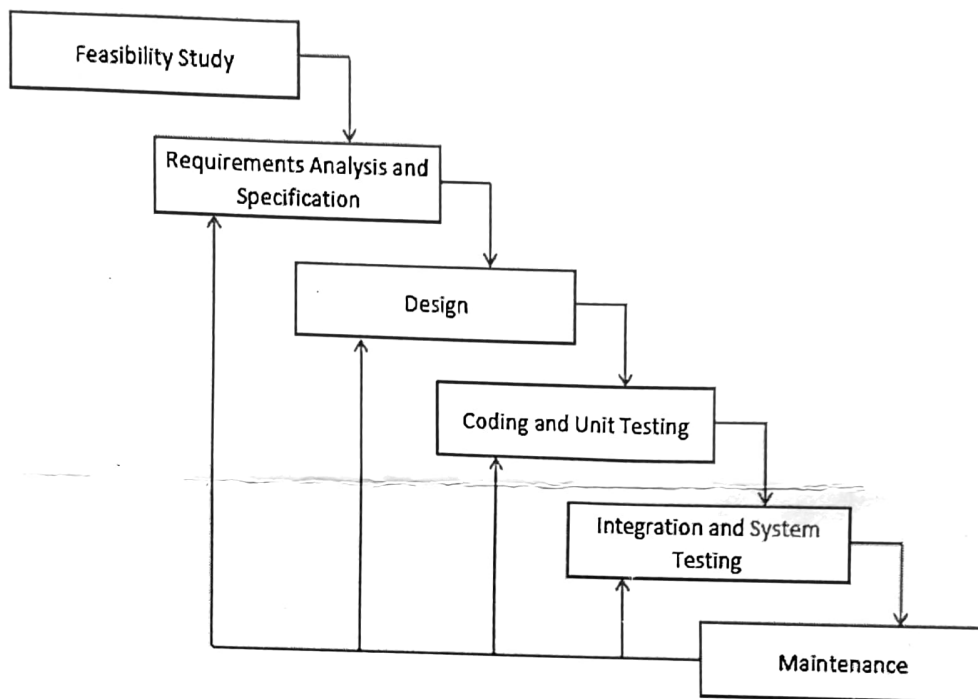 Feasibility Study
Requirements Analysis and
Specification
Design
Coding and Unit Testing
Integration and System
Testing
Maintenance